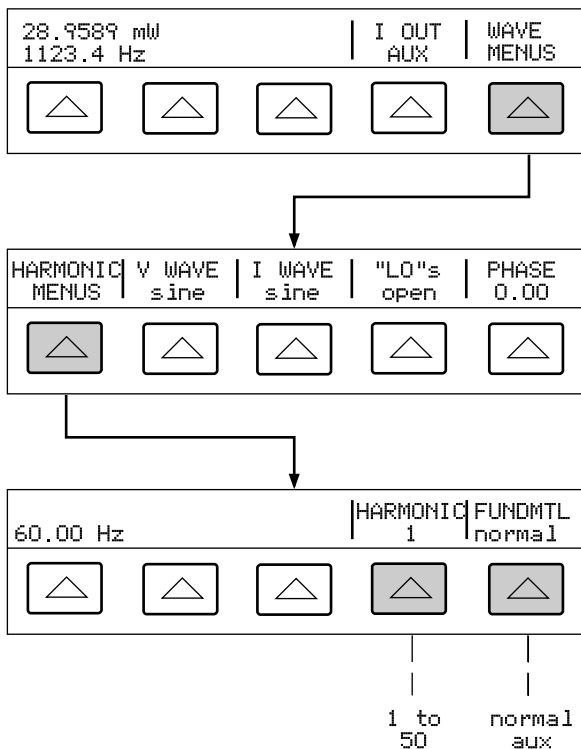 28.9589 mW
1123.4 Hz
I OUT
AUX
WAVE
MENUS
HARMONIC
MENUS
V WAVE
sine
I WAVE
sine
"LO"s
open
PHASE
0.00
60.00 Hz
HARMONIC
1
FUNDMTL
normal
1 to
50
normal
aux